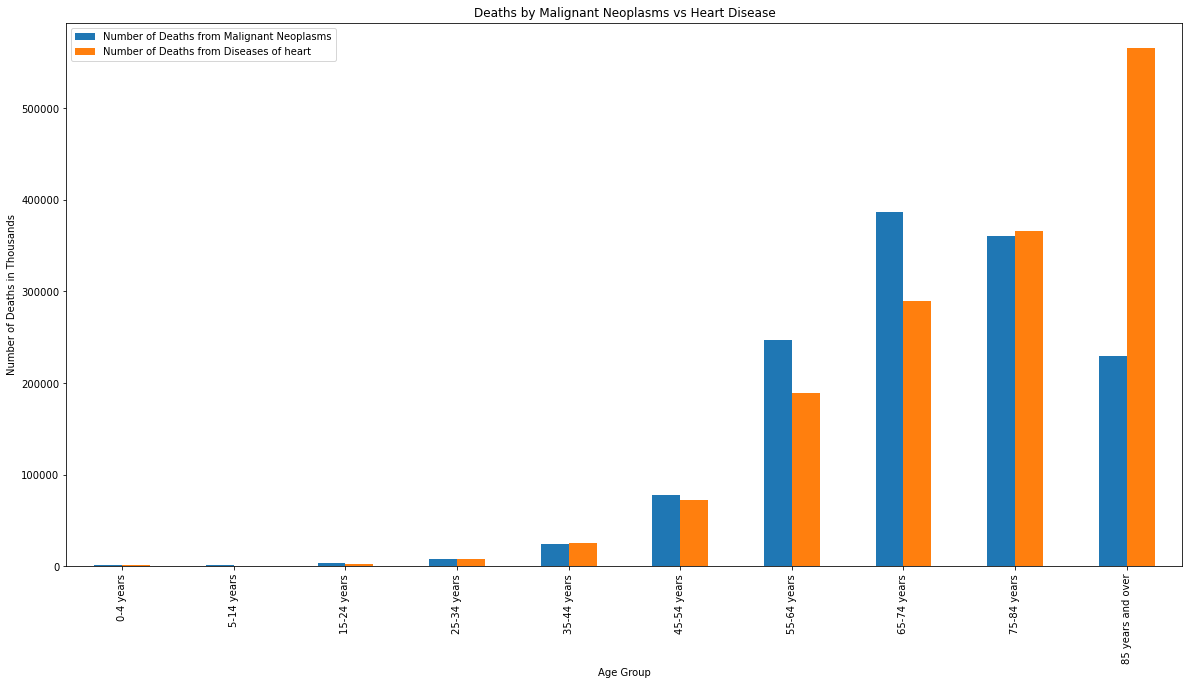 Deaths by Malignant Neoplasms vs Heart Disease
Number of Deaths from Malignant Neoplasms
Number of Deaths from Diseases of heart
Number of Deaths in Thousands
500000
400000
300000
200000
100000
0
0-4 years
5-14 years
15-24 years
25-34 years
35-44 years
45-54 years
55-64 years
65-74 years
75-84 years
85 years and over
Age Group